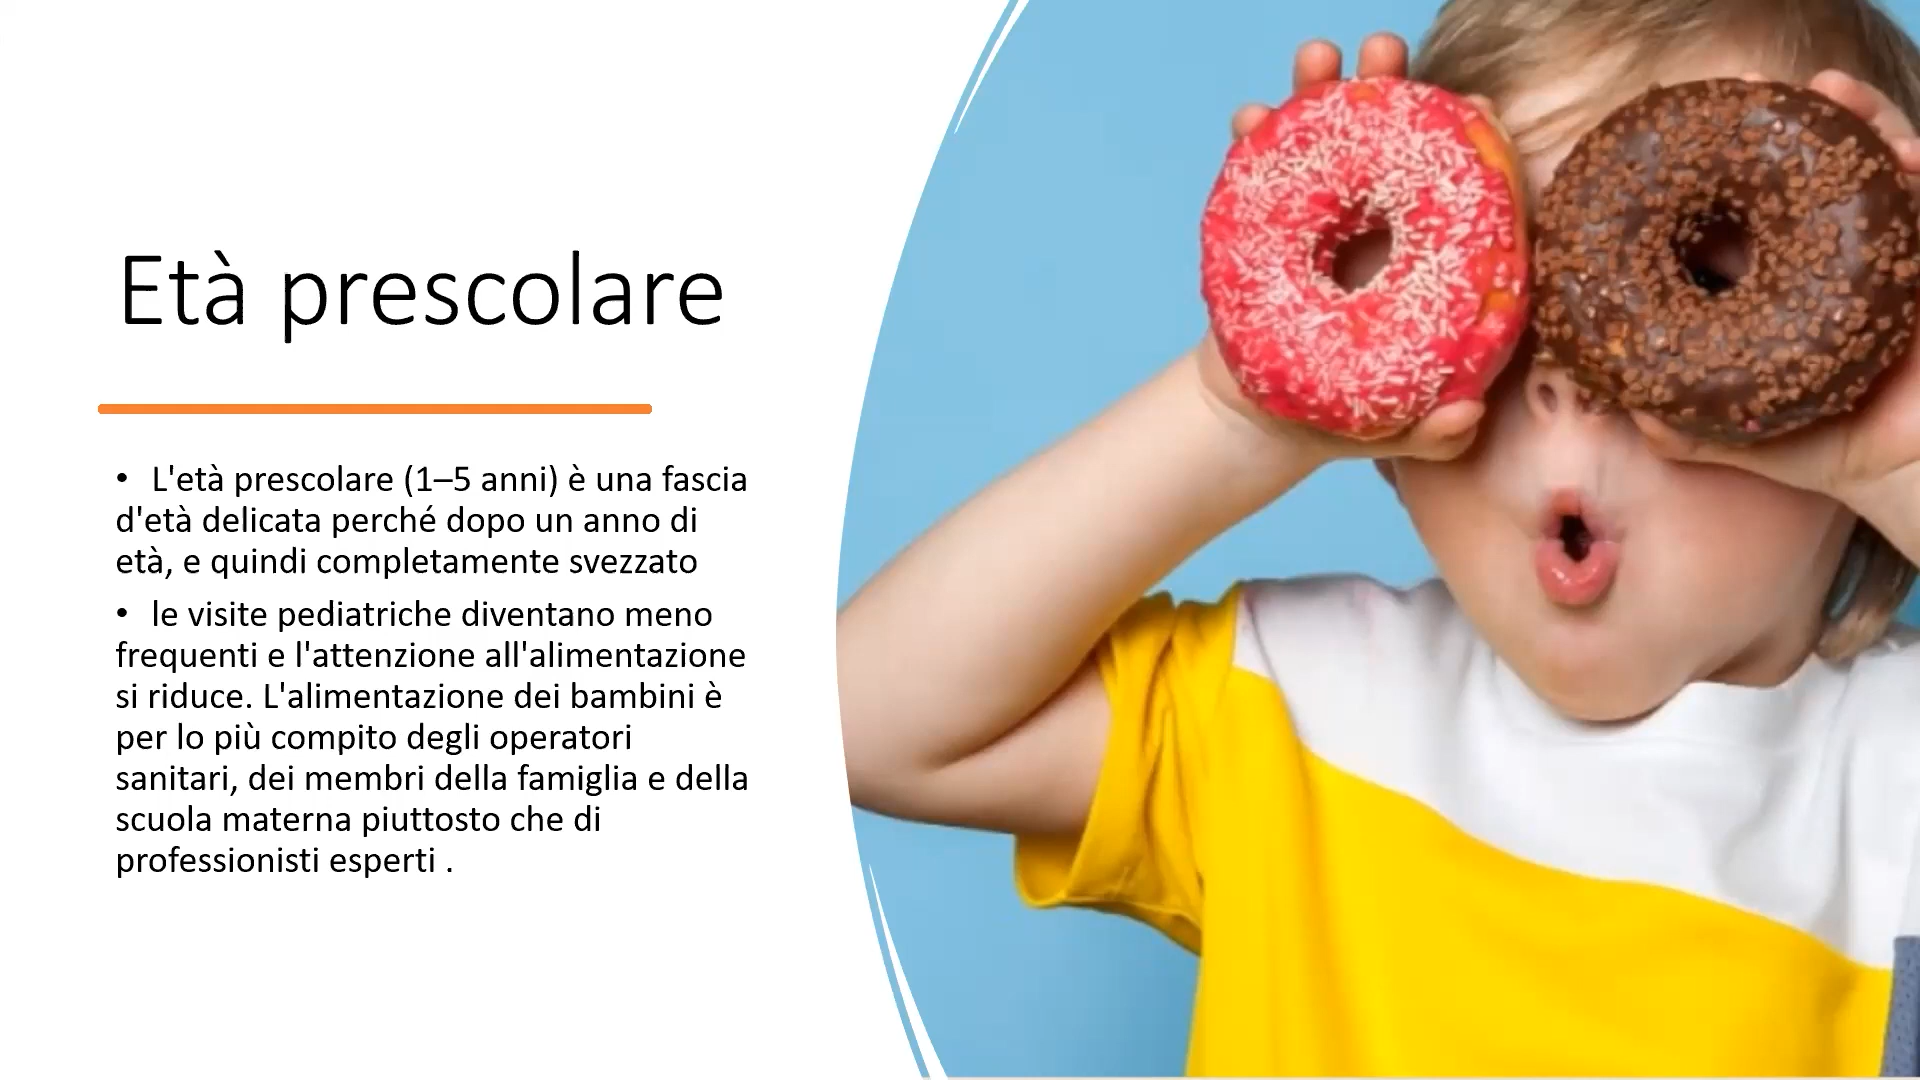 Età prescolare
• L'età prescolare (1–5 anni) è una fascia
d'età delicata perché dopo un anno di
età, e quindi completamente svezzato
• le visite pediatriche diventano meno
frequenti e l'attenzione all'alimentazione
si riduce. L'alimentazione dei bambini è
per lo più compito degli operatori
sanitari, dei membri della famiglia e della
scuola materna piuttosto che di
professionisti esperti .